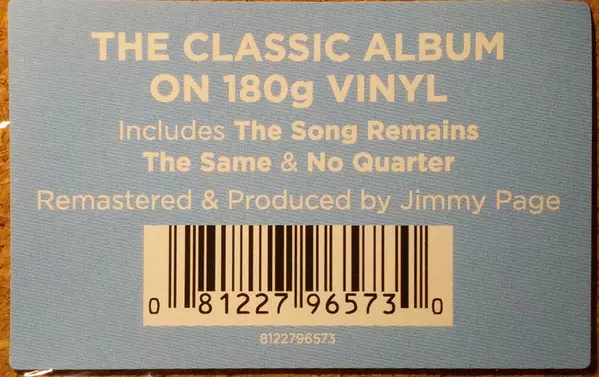 THE CLASSIC ALBUM
ON 180g VINYL
Includes The Song Remains
The Same & No Quarter
Remastered & Produced by Jimmy Page
0 81227 96573 0
8122796573